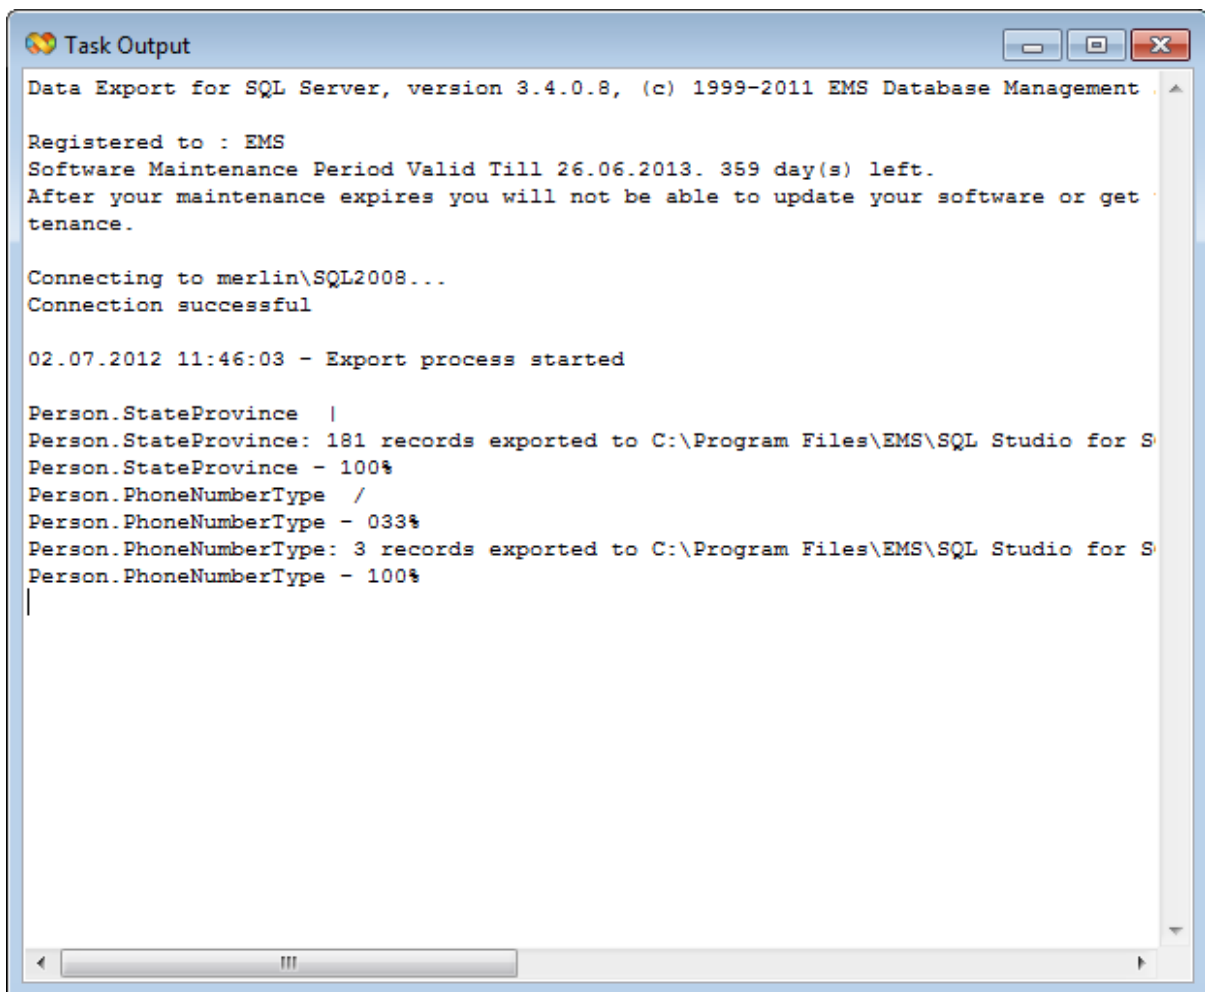 Task Output
Data Export for SQL Server, version 3.4.0.8, (c) 1999-2011 EMS Database Management
Registered to : EMS
Software Maintenance Period Valid Till 26.06.2013. 359 day(s) left.
After your maintenance expires you will not be able to update your software or get
tenance.
Connecting to merlin\SQL2008...
Connection successful
02.07.2012 11:46:03 - Export process started
Person.StateProvince  |
Person.StateProvince: 181 records exported to C:\Program Files\EMS\SQL Studio for S
Person.StateProvince - 100%
Person.PhoneNumberType  /
Person.PhoneNumberType - 033%
Person.PhoneNumberType: 3 records exported to C:\Program Files\EMS\SQL Studio for S
Person.PhoneNumberType - 100%